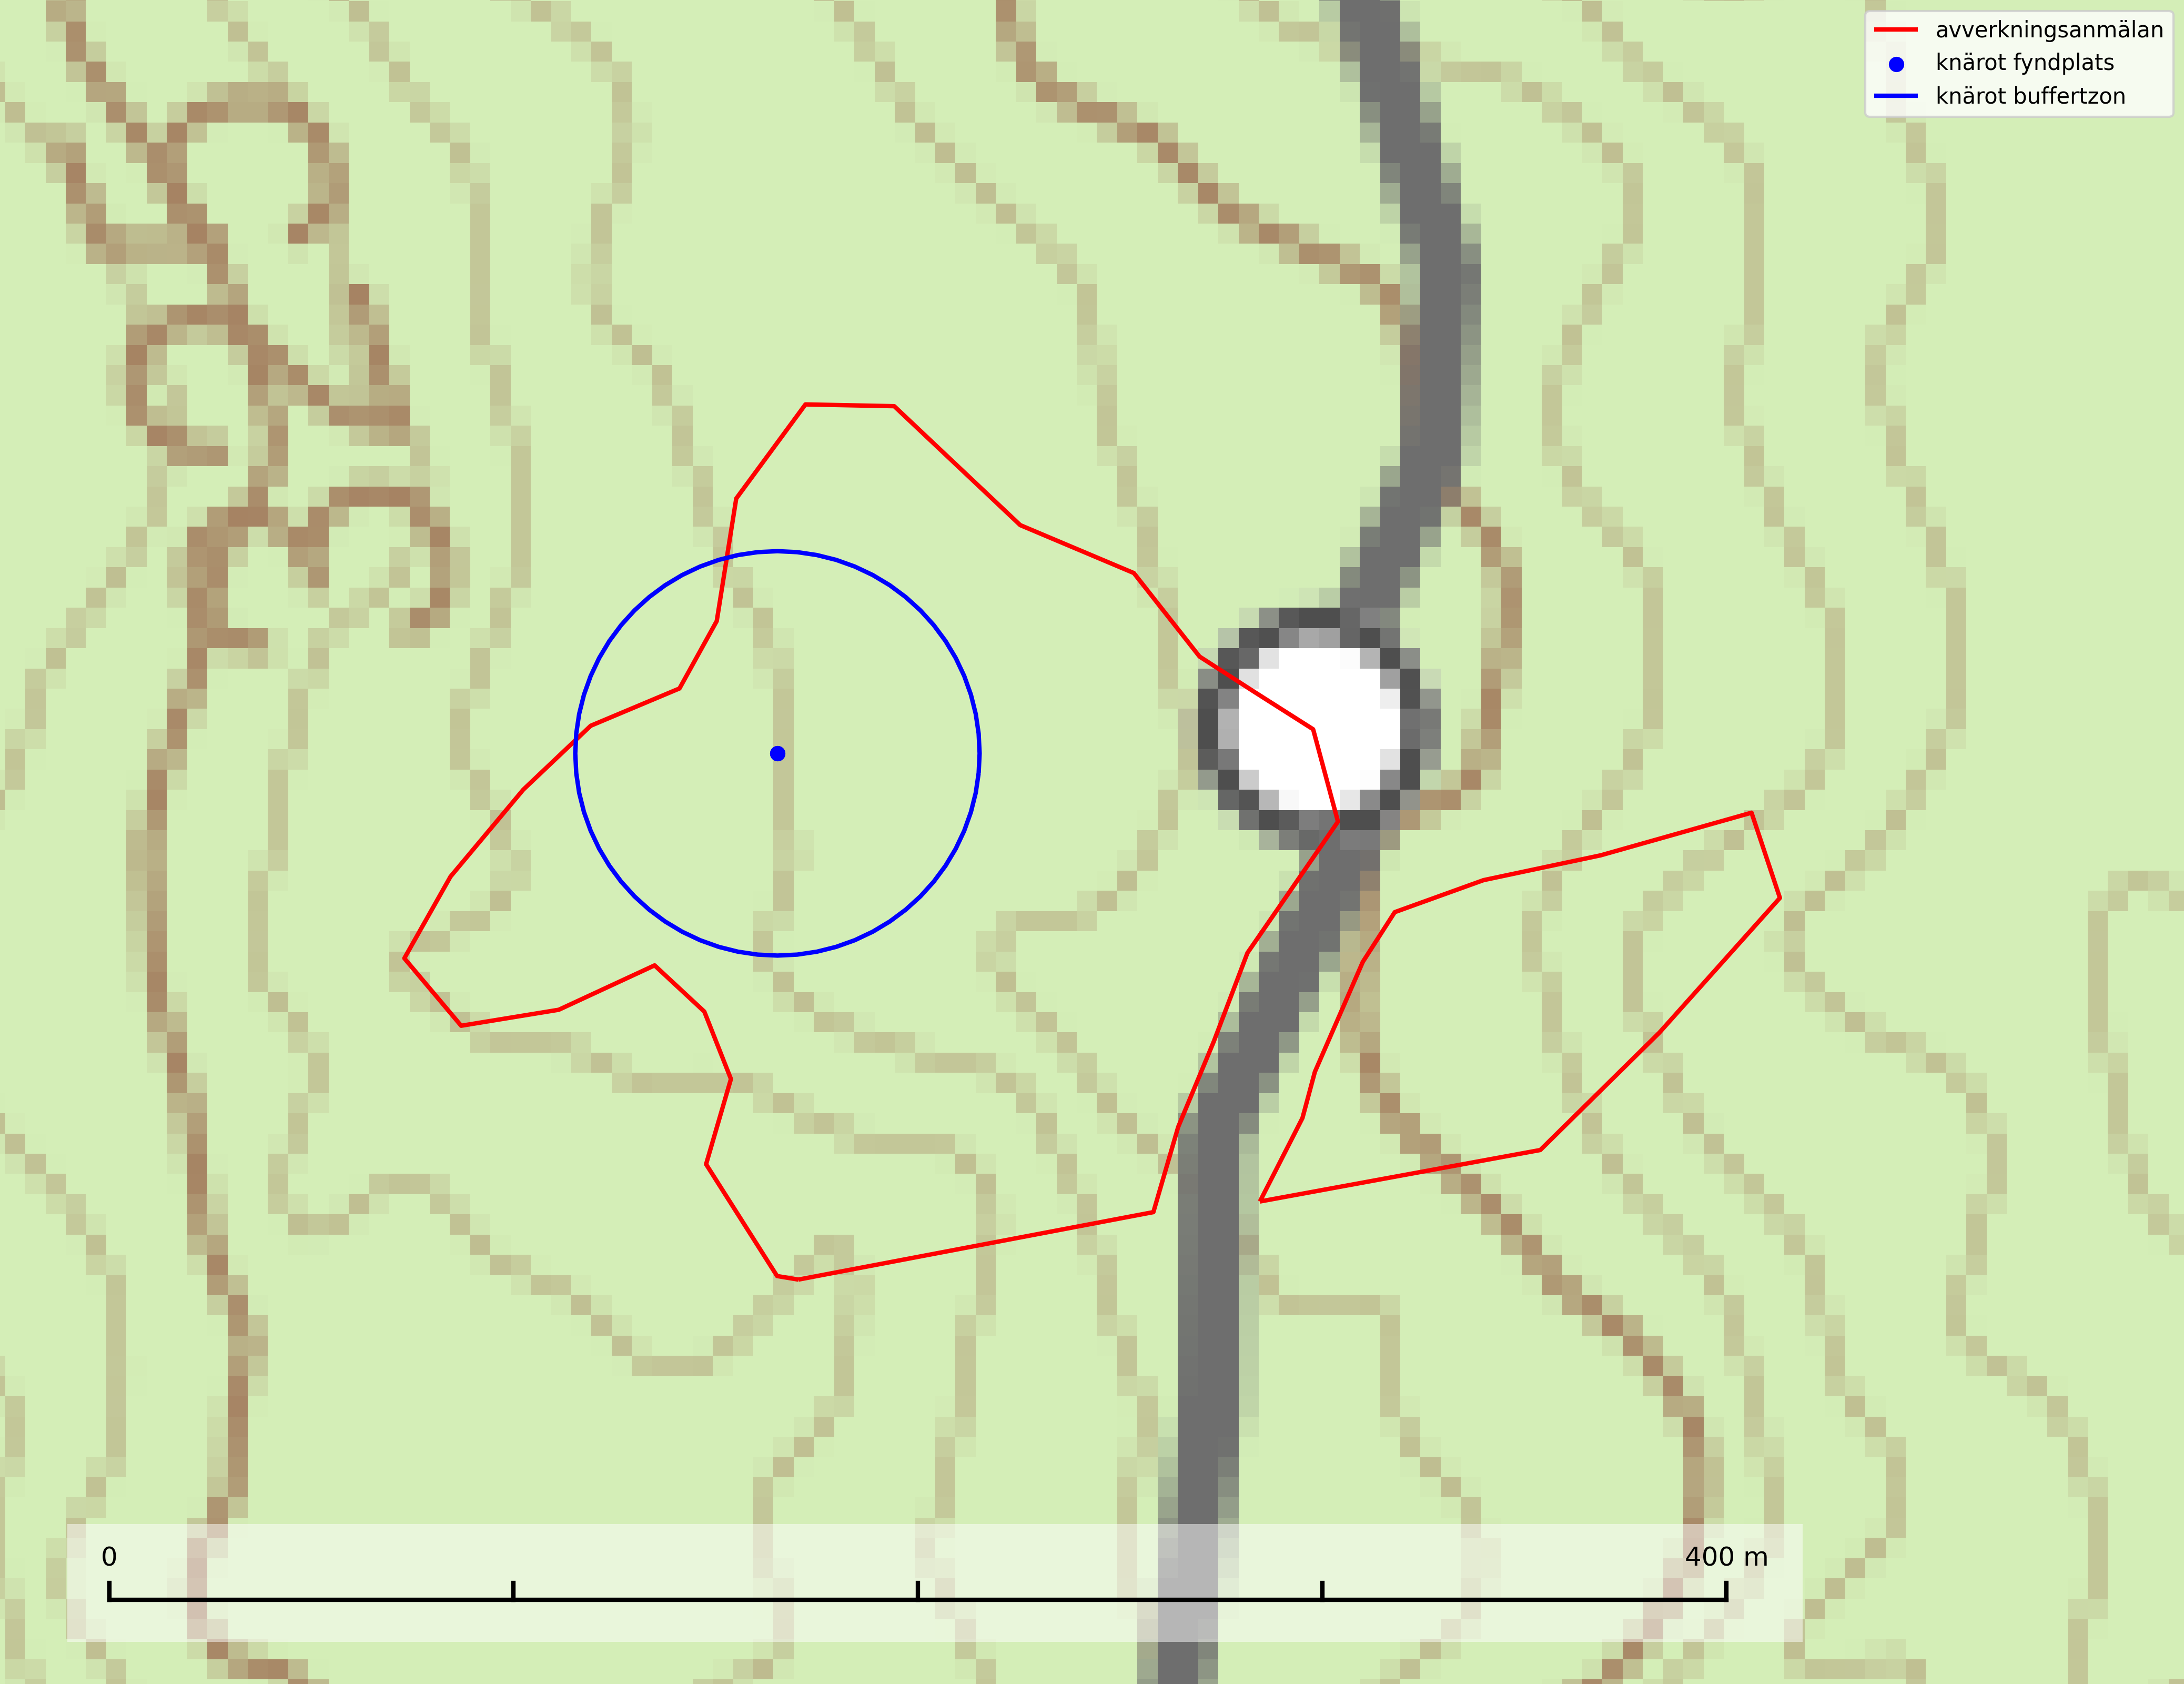 avverkningsanmälan
knärot fyndplats
knärot buffertzon
0
400 m